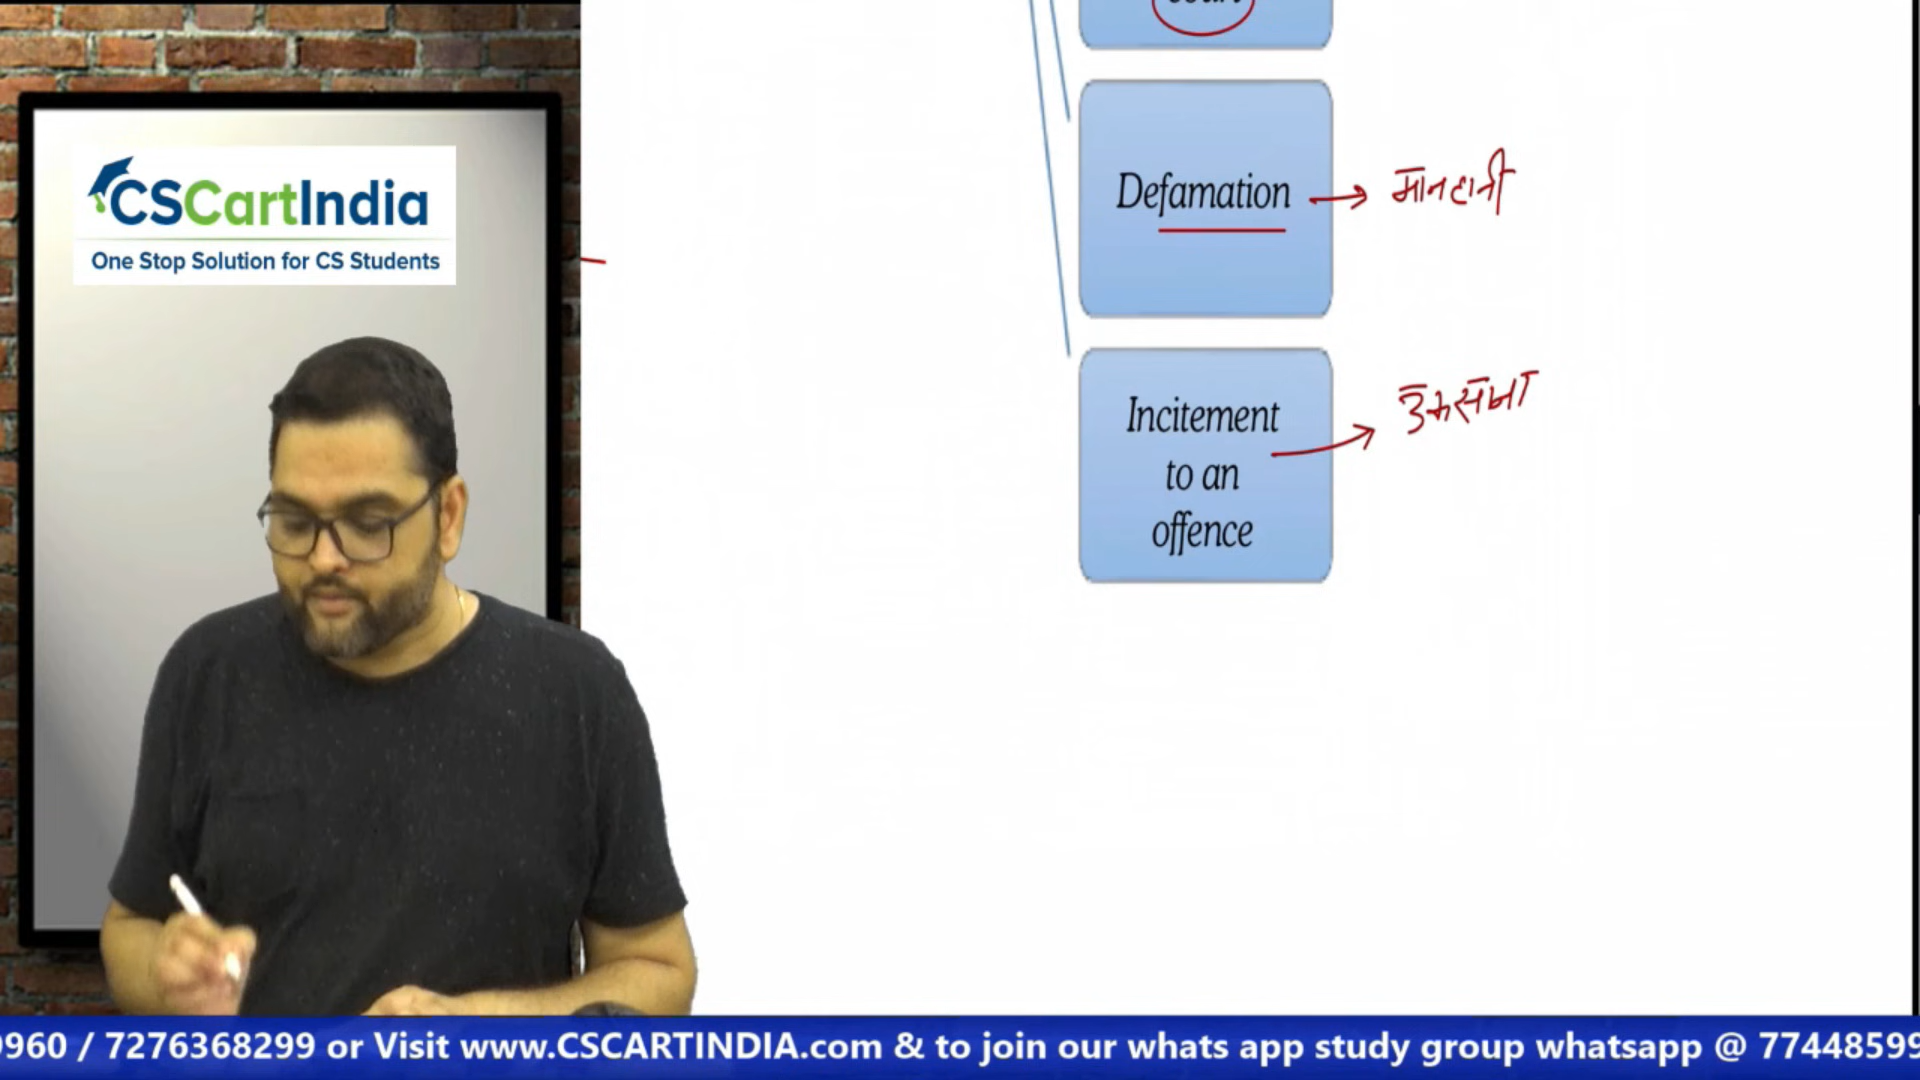 CSCartIndia
One Stop Solution for CS Students
Defamation
मानहानी
Incitement
to an
offence
उकसाना
9960 / 7276368299 or Visit www.CSCARTINDIA.com & to join our whats app study group whatsapp @ 77448599